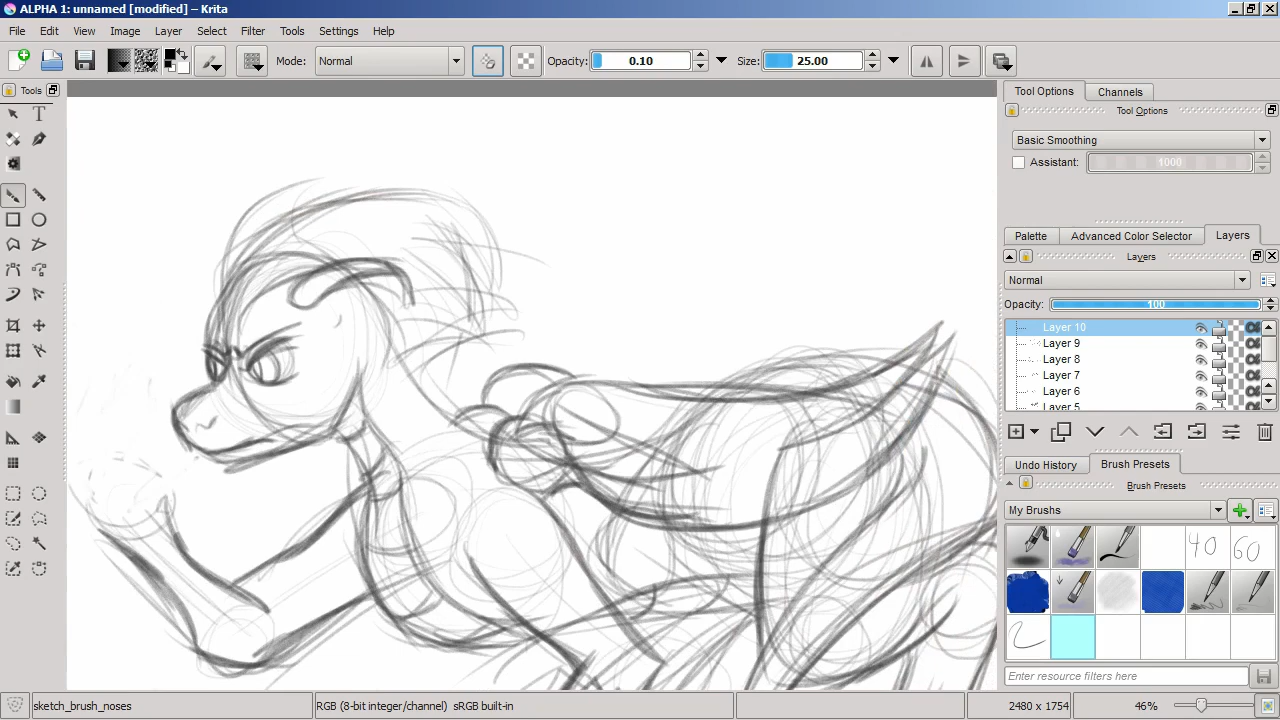 ALPHA 1: unnamed [modified] – Krita
File Edit View Image Layer Select Filter Tools Settings Help
Mode: Normal Opacity: 0.10 Size: 25.00
Tools
Tool Options Channels
Tool Options
Basic Smoothing
Assistant: 1000
Palette Advanced Color Selector Layers
Layers
Normal
Opacity: 100
Layer 10
Layer 9
Layer 8
Layer 7
Layer 6
Layer 5
Undo History Brush Presets
Brush Presets
My Brushes
40 60
Enter resource filters here
sketch_brush_noses RGB (8-bit integer/channel) sRGB built-in 2480 x 1754 46%